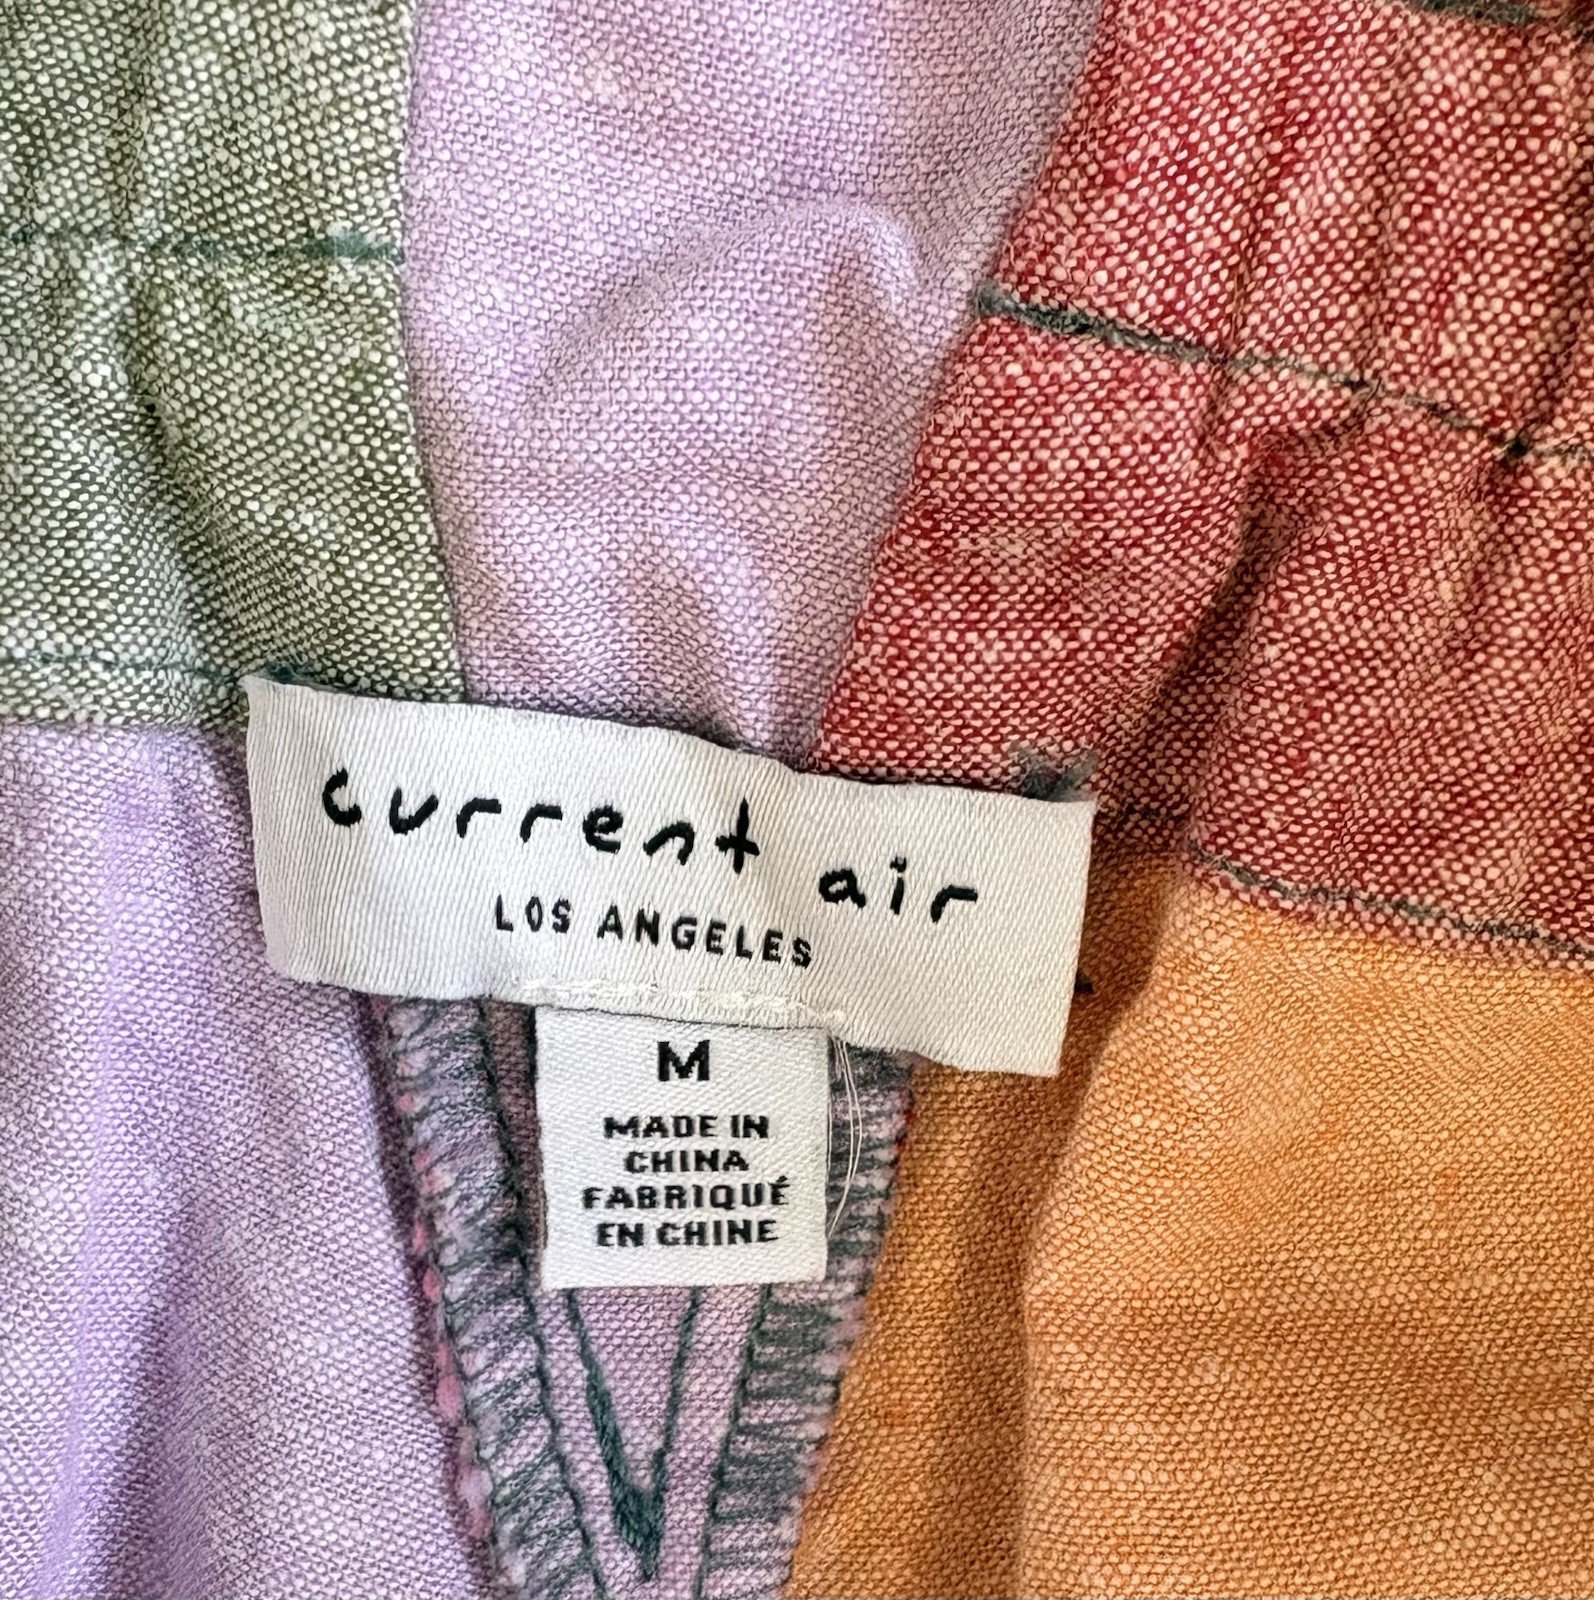 current air
LOS ANGELES
M
MADE IN
CHINA
FABRIQUÉ
EN CHINE